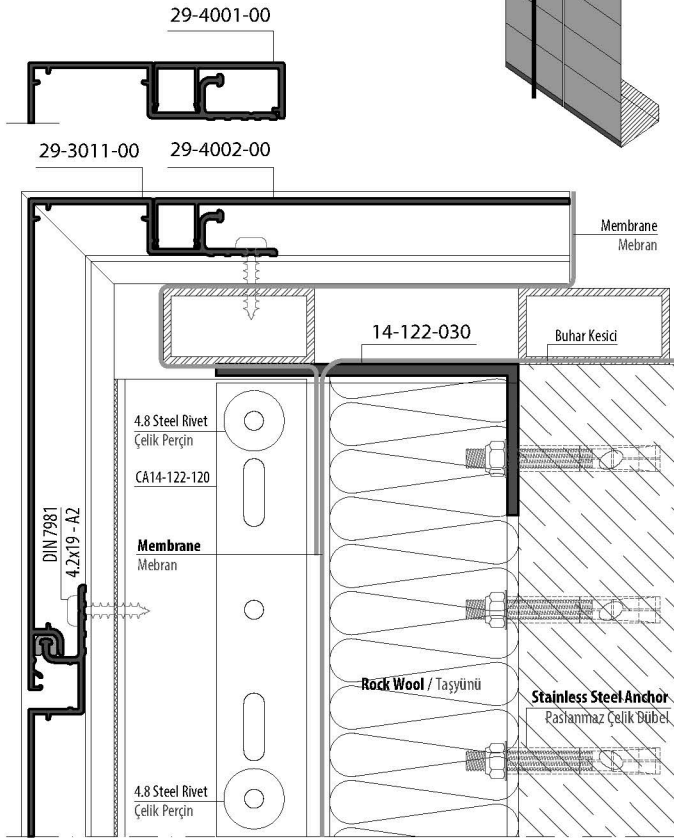 29-4001-00
29-3011-00
29-4002-00
Membrane
Mebran
14-122-030
Buhar Kesici
4.8 Steel Rivet
Çelik Perçin
CA14-122-120
DIN 7981
4.2x19 - A2
Membrane
Mebran
Rock Wool / Taşyünü
Stainless Steel Anchor
Paslanmaz Çelik Dübel
4.8 Steel Rivet
Çelik Perçin